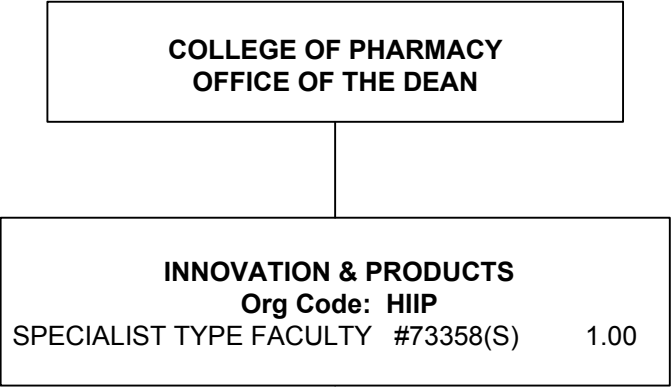 COLLEGE OF PHARMACY
OFFICE OF THE DEAN
INNOVATION & PRODUCTS
Org Code: HIIP
SPECIALIST TYPE FACULTY #73358(S) 1.00